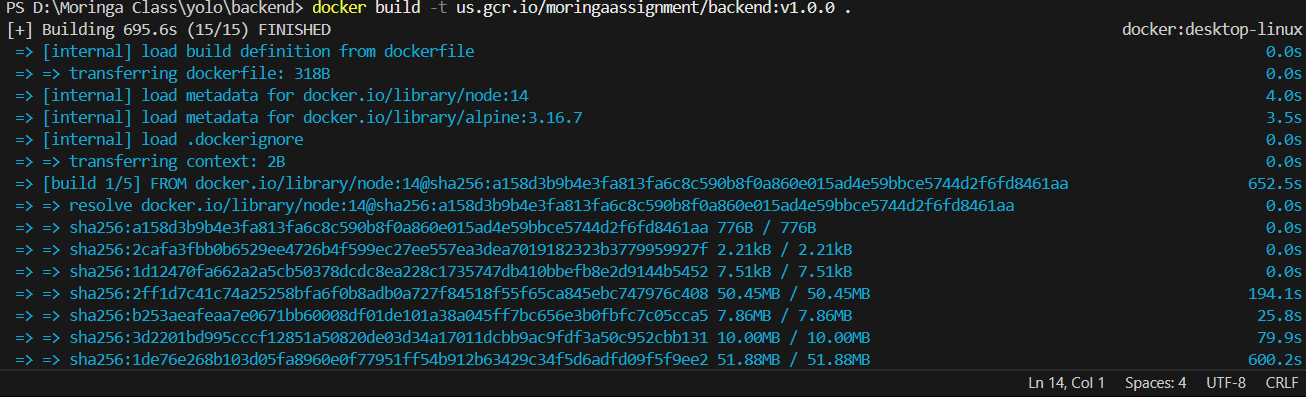 PS D:\Moringa Class\yolo\backend> docker build -t us.gcr.io/moringaassignment/backend:v1.0.0 .
[+] Building 695.6s (15/15) FINISHED docker:desktop-linux
=> [internal] load build definition from dockerfile 0.0s
=> => transferring dockerfile: 318B 0.0s
=> [internal] load metadata for docker.io/library/node:14 4.0s
=> [internal] load metadata for docker.io/library/alpine:3.16.7 3.5s
=> [internal] load .dockerignore 0.0s
=> => transferring context: 2B 0.0s
=> [build 1/5] FROM docker.io/library/node:14@sha256:a158d3b9b4e3fa813fa6c8c590b8f0a860e015ad4e59bbce5744d2f6fd8461aa 652.5s
=> => resolve docker.io/library/node:14@sha256:a158d3b9b4e3fa813fa6c8c590b8f0a860e015ad4e59bbce5744d2f6fd8461aa 0.0s
=> => sha256:a158d3b9b4e3fa813fa6c8c590b8f0a860e015ad4e59bbce5744d2f6fd8461aa 776B / 776B 0.0s
=> => sha256:2cafa3fbb0b6529ee4726b4f599ec27ee557ea3dea7019182323b3779959927f 2.21kB / 2.21kB 0.0s
=> => sha256:1d12470fa662a2a5cb50378dcdc8ea228c1735747db410bbefb8e2d9144b5452 7.51kB / 7.51kB 0.0s
=> => sha256:2ff1d7c41c74a25258bfa6f0b8adb0a727f84518f55f65ca845ebc747976c408 50.45MB / 50.45MB 194.1s
=> => sha256:b253aeafeaa7e0671bb60008df01de101a38a045ff7bc656e3b0fbfc7c05cca5 7.86MB / 7.86MB 25.8s
=> => sha256:3d2201bd995cccf12851a50820de03d34a17011dcbb9ac9fdf3a50c952cbb131 10.00MB / 10.00MB 79.9s
=> => sha256:1de76e268b103d05fa8960e0f77951ff54b912b63429c34f5d6adfd09f5f9ee2 51.88MB / 51.88MB 600.2s
Ln 14, Col 1 Spaces: 4 UTF-8 CRLF